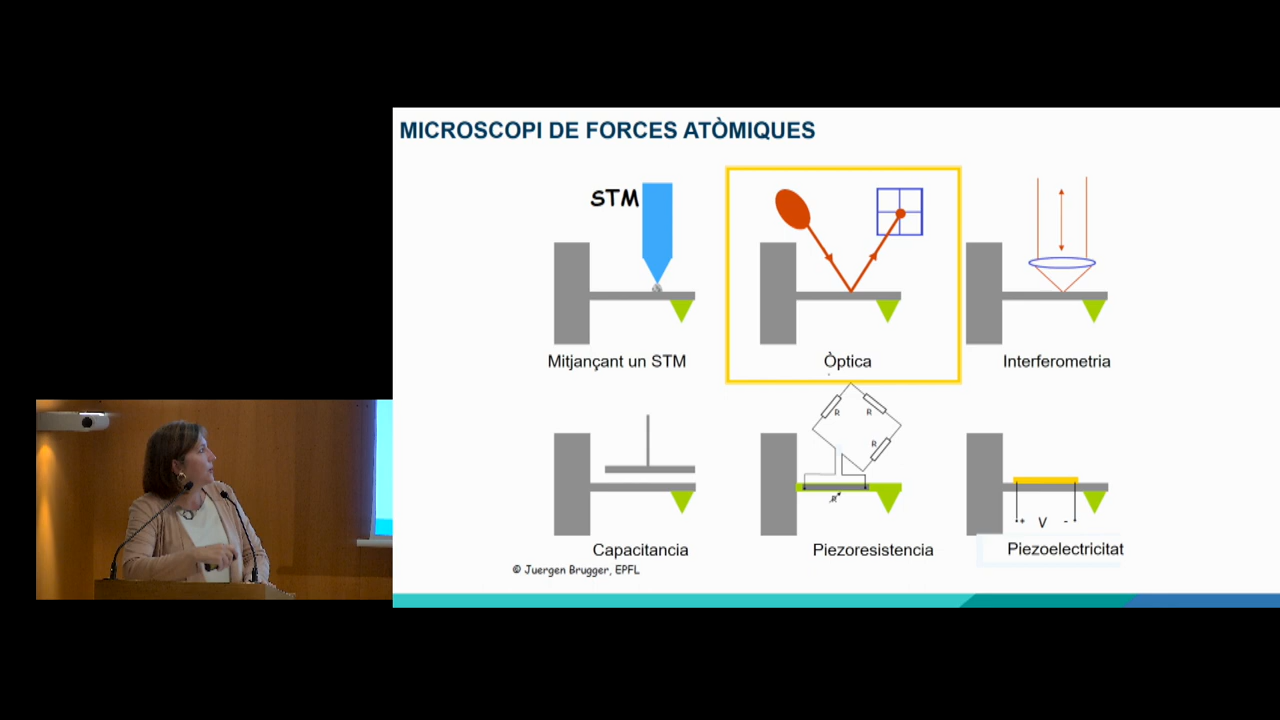 MICROSCOPI DE FORCES ATÒMIQUES
STM
Mitjançant un STM
Òptica
Interferometria
R
R
R
R
+ V -
Capacitancia
Piezoresistencia
Piezoelectricitat
© Juergen Brugger, EPFL